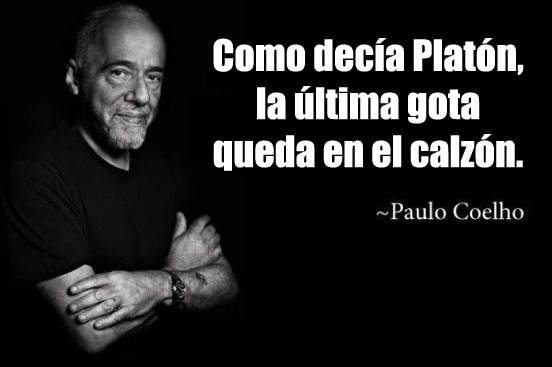 Como decía Platón,
la última gota
queda en el calzón.
~Paulo Coelho